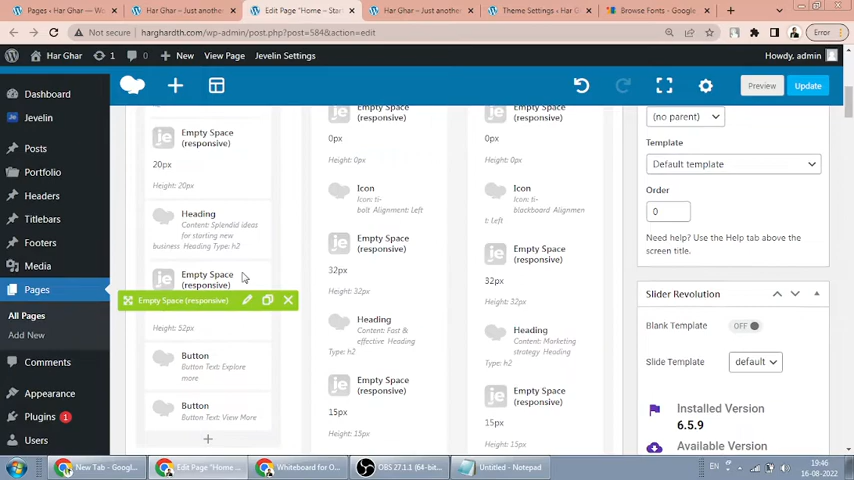 Pages ‹ Har Ghar — Wo
Har Ghar – Just another
Edit Page "Home – Star
Har Ghar – Just another
Theme Settings ‹ Har G
Browse Fonts - Google
Not secure
harghardth.com/wp-admin/post.php?post=584&action=edit
Error
Har Ghar
1
0
New
View Page
Jevelin Settings
Howdy, admin
Preview
Update
Dashboard
Jevelin
Posts
Portfolio
Headers
Titlebars
Footers
Media
Pages
All Pages
Add New
Comments
Appearance
Plugins 1
Users
je
Empty Space
(responsive)
20px
Height: 20px
Heading
Content: Splendid ideas
for starting new
business Heading Type: h2
je
Empty Space
(responsive)
Empty Space (responsive)
Height: 52px
Button
Button Text: Explore
more
Button
Button Text: View More
+
je
Empty Space
(responsive)
0px
Height: 0px
Icon
Icon: ti-
bolt Alignment: Left
je
Empty Space
(responsive)
32px
Height: 32px
Heading
Content: Fast &
effective Heading
Type: h2
je
Empty Space
(responsive)
15px
Height: 15px
je
Empty Space
(responsive)
0px
Height: 0px
Icon
Icon: ti-
blackboard Alignmen
t: Left
je
Empty Space
(responsive)
32px
Height: 32px
Heading
Content: Marketing
strategy Heading
Type: h2
je
Empty Space
(responsive)
15px
Height: 15px
(no parent)
Template
Default template
Order
0
Need help? Use the Help tab above the
screen title.
Slider Revolution
Blank Template
OFF
Slide Template
default
Installed Version
6.5.9
Available Version
New Tab - Googl...
Edit Page "Home ...
Whiteboard for O...
OBS 27.1.1 (64-bit...
Untitled - Notepad
EN
19:46
16-08-2022